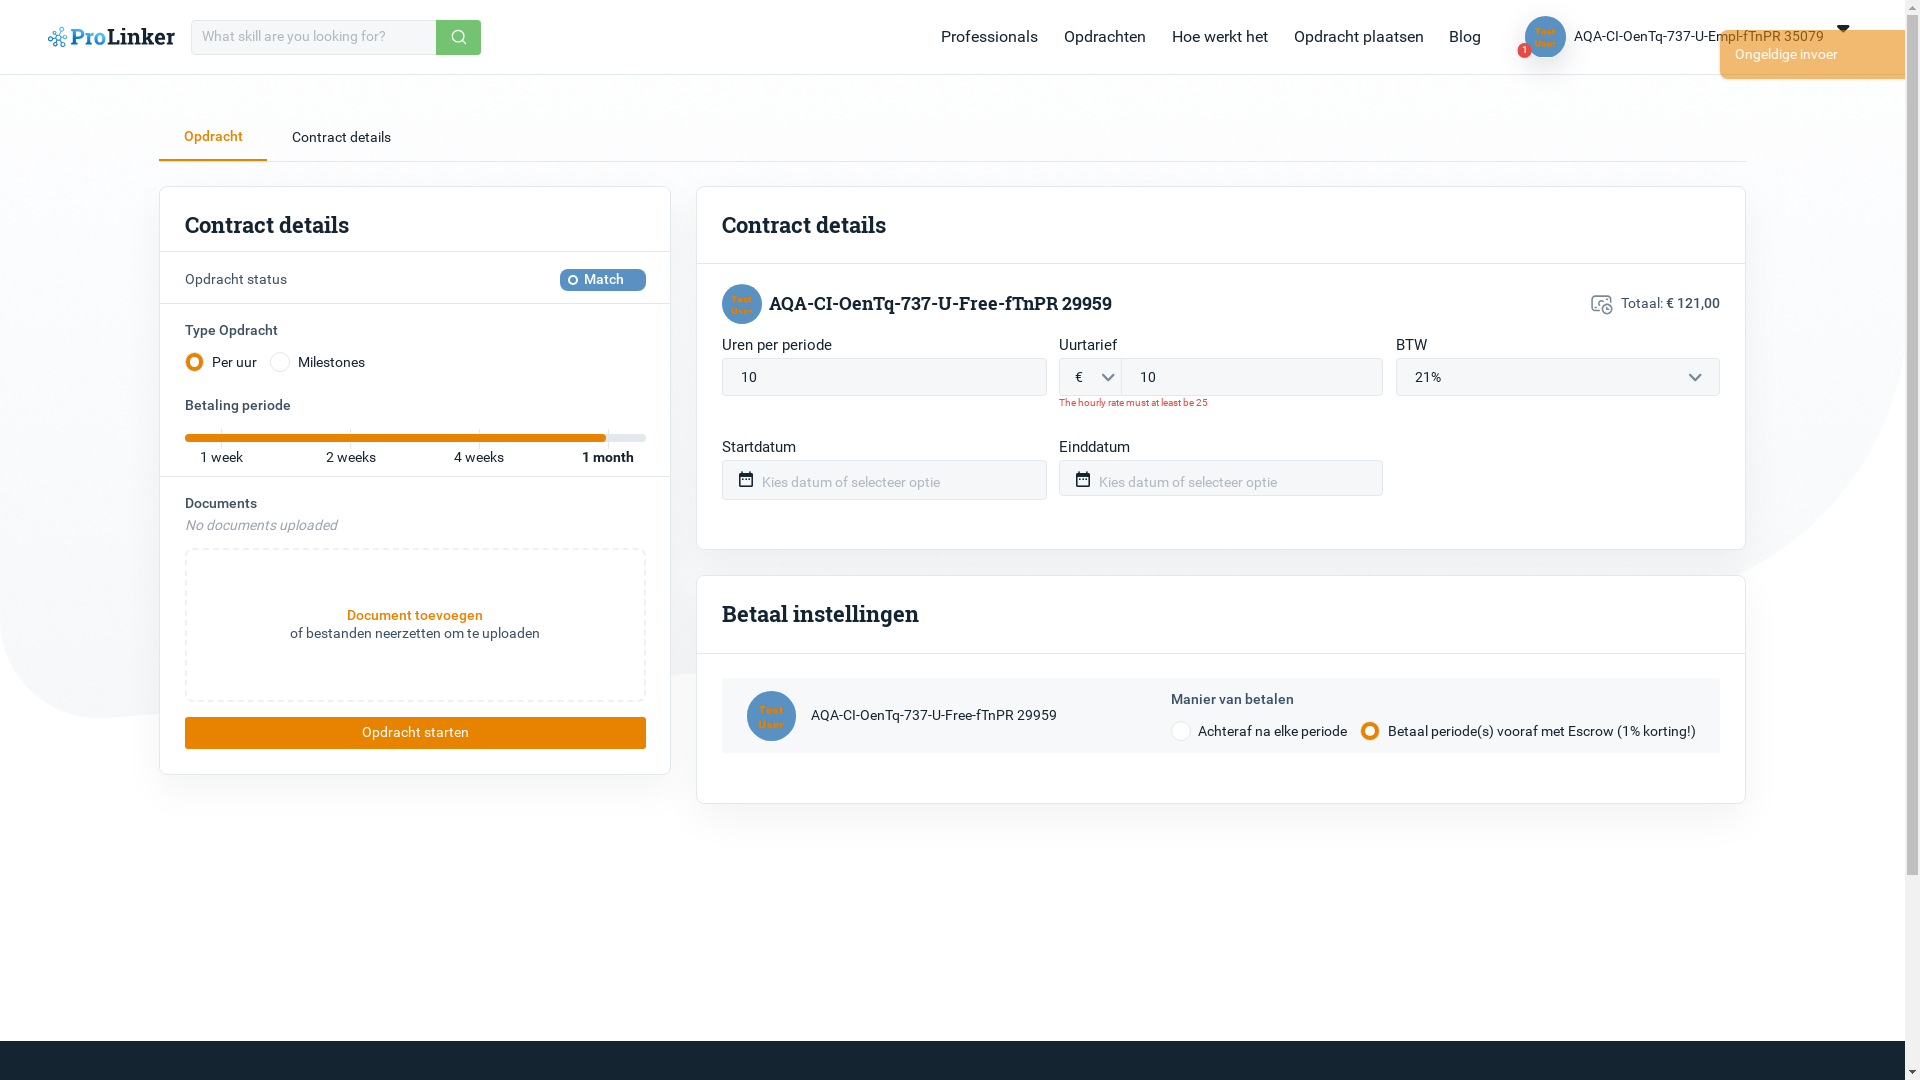 ProLinker
What skill are you looking for?
Professionals
Opdrachten
Hoe werkt het
Opdracht plaatsen
Blog
Test
User
1
AQA-CI-OenTq-737-U-Empl-fTnPR 35079
Ongeldige invoer
Opdracht
Contract details
Contract details
Opdracht status
Match
Type Opdracht
Per uur
Milestones
Betaling periode
1 week
2 weeks
4 weeks
1 month
Documents
No documents uploaded
Document toevoegen
of bestanden neerzetten om te uploaden
Opdracht starten
Contract details
Test
User
AQA-CI-OenTq-737-U-Free-fTnPR 29959
Totaal: € 121,00
Uren per periode
10
Uurtarief
€
10
The hourly rate must at least be 25
BTW
21%
Startdatum
Kies datum of selecteer optie
Einddatum
Kies datum of selecteer optie
Betaal instellingen
Test
User
AQA-CI-OenTq-737-U-Free-fTnPR 29959
Manier van betalen
Achteraf na elke periode
Betaal periode(s) vooraf met Escrow (1% korting!)